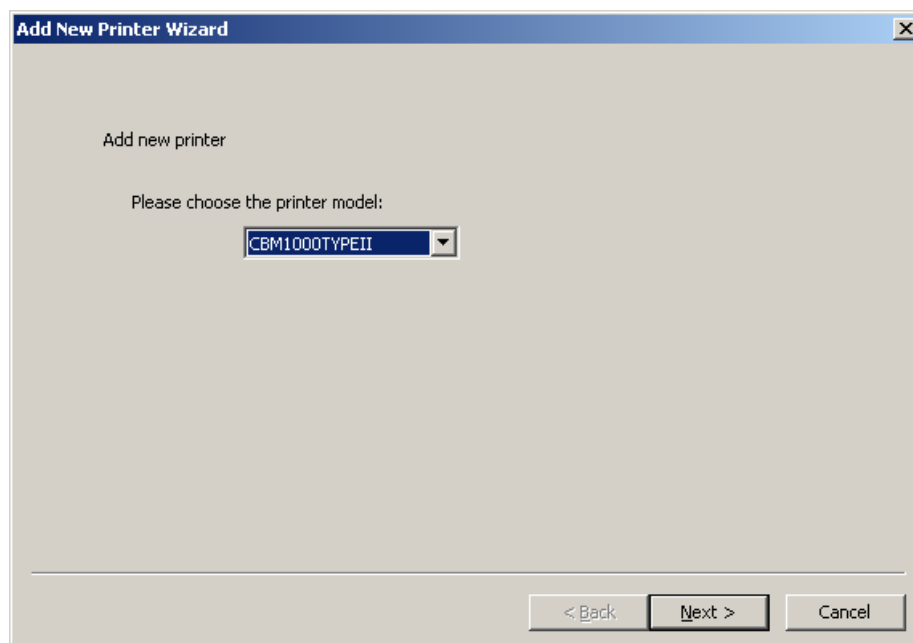 Add New Printer Wizard
Add new printer
Please choose the printer model:
CBM1000TYPEII
< Back
Next >
Cancel